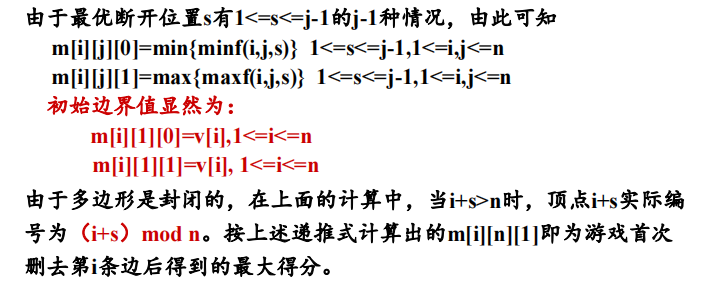 由于最优断开位置s有1<=s<=j-1的j-1种情况，由此可知
m[i][j][0]=min{minf(i,j,s)} 1<=s<=j-1,1<=i,j<=n
m[i][j][1]=max{maxf(i,j,s)} 1<=s<=j-1,1<=i,j<=n
初始边界值显然为：
m[i][1][0]=v[i],1<=i<=n
m[i][1][1]=v[i], 1<=i<=n
由于多边形是封闭的，在上面的计算中，当i+s>n时，顶点i+s实际编
号为（i+s）mod n。按上述递推式计算出的m[i][n][1]即为游戏首次
删去第i条边后得到的最大得分。